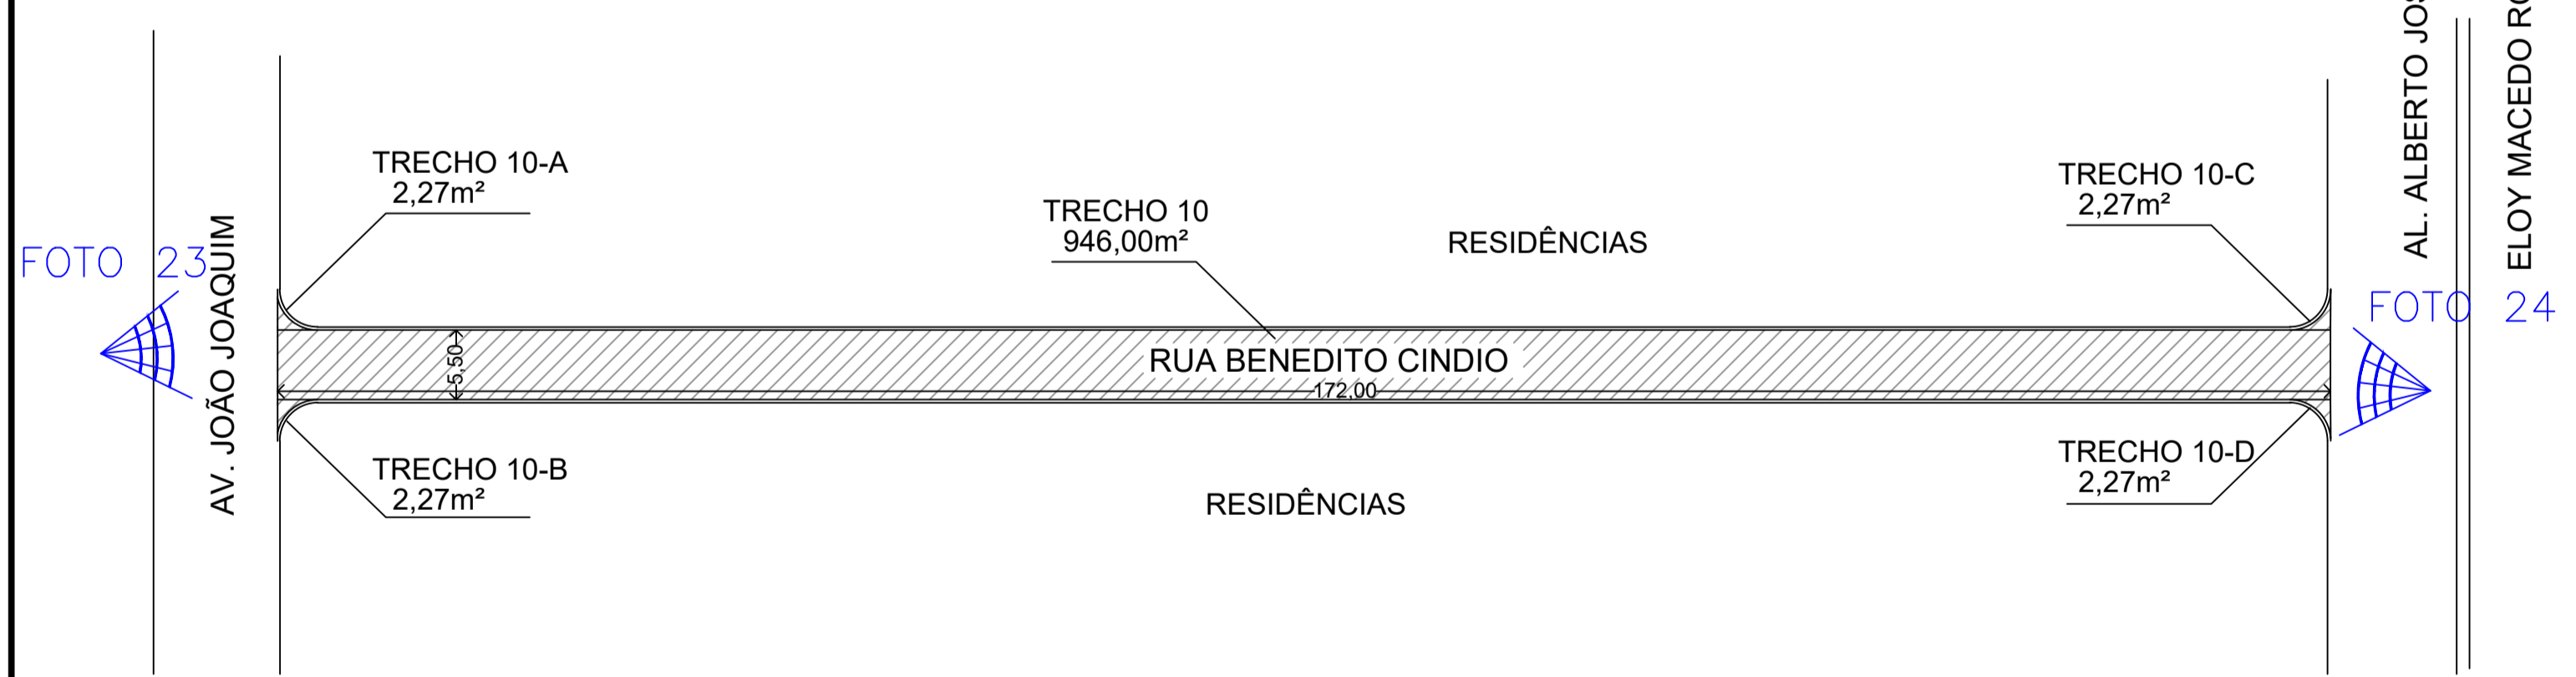 TRECHO 10-A
2,27m²
TRECHO 10
946,00m²
RESIDÊNCIAS
TRECHO 10-C
2,27m²
AL. ALBERTO
ELOY MACEDO
FOTO 23
AV. JOÃO JOAQUIM
FOTO 24
5,50
RUA BENEDITO CINDIO
172,00
TRECHO 10-B
2,27m²
RESIDÊNCIAS
TRECHO 10-D
2,27m²